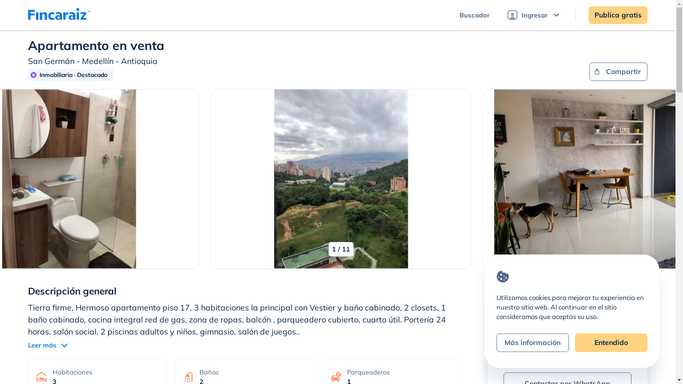 Fincaraiz
Buscador
Ingresar
Publica gratis
Apartamento en venta
San Germán - Medellín - Antioquia
Inmobiliaria - Destacado
Compartir
1 / 11
Descripción general
Tierra firme, Hermoso apartamento piso 17, 3 habitaciones la principal con Vestier y baño cabinado, 2 closets, 1
baño cabinado, cocina integral red de gas, zona de ropas, balcón , parqueadero cubierto, cuarto útil. Portería 24
horas, salón social, 2 piscinas adultos y niños, gimnasio, salón de juegos..
Leer más
Habitaciones
3
Baños
2
Parqueaderos
1
Utilizamos cookies para mejorar tu experiencia en
nuestro sitio web. Al continuar en el sitio
consideramos que aceptas su uso.
Más información
Entendido
Contactar por WhatsApp